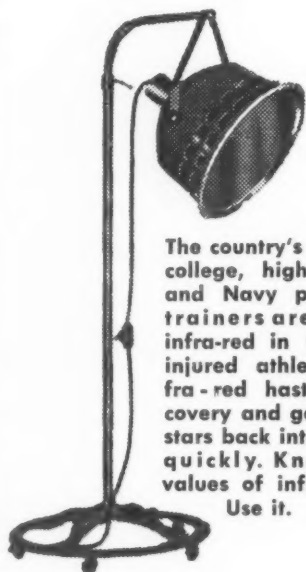 The country's
college, high
and Navy p
trainers are
infra-red in
injured athle
fra-red hast
covery and ge
stars back int
quickly. Kn
values of inf
Use it.